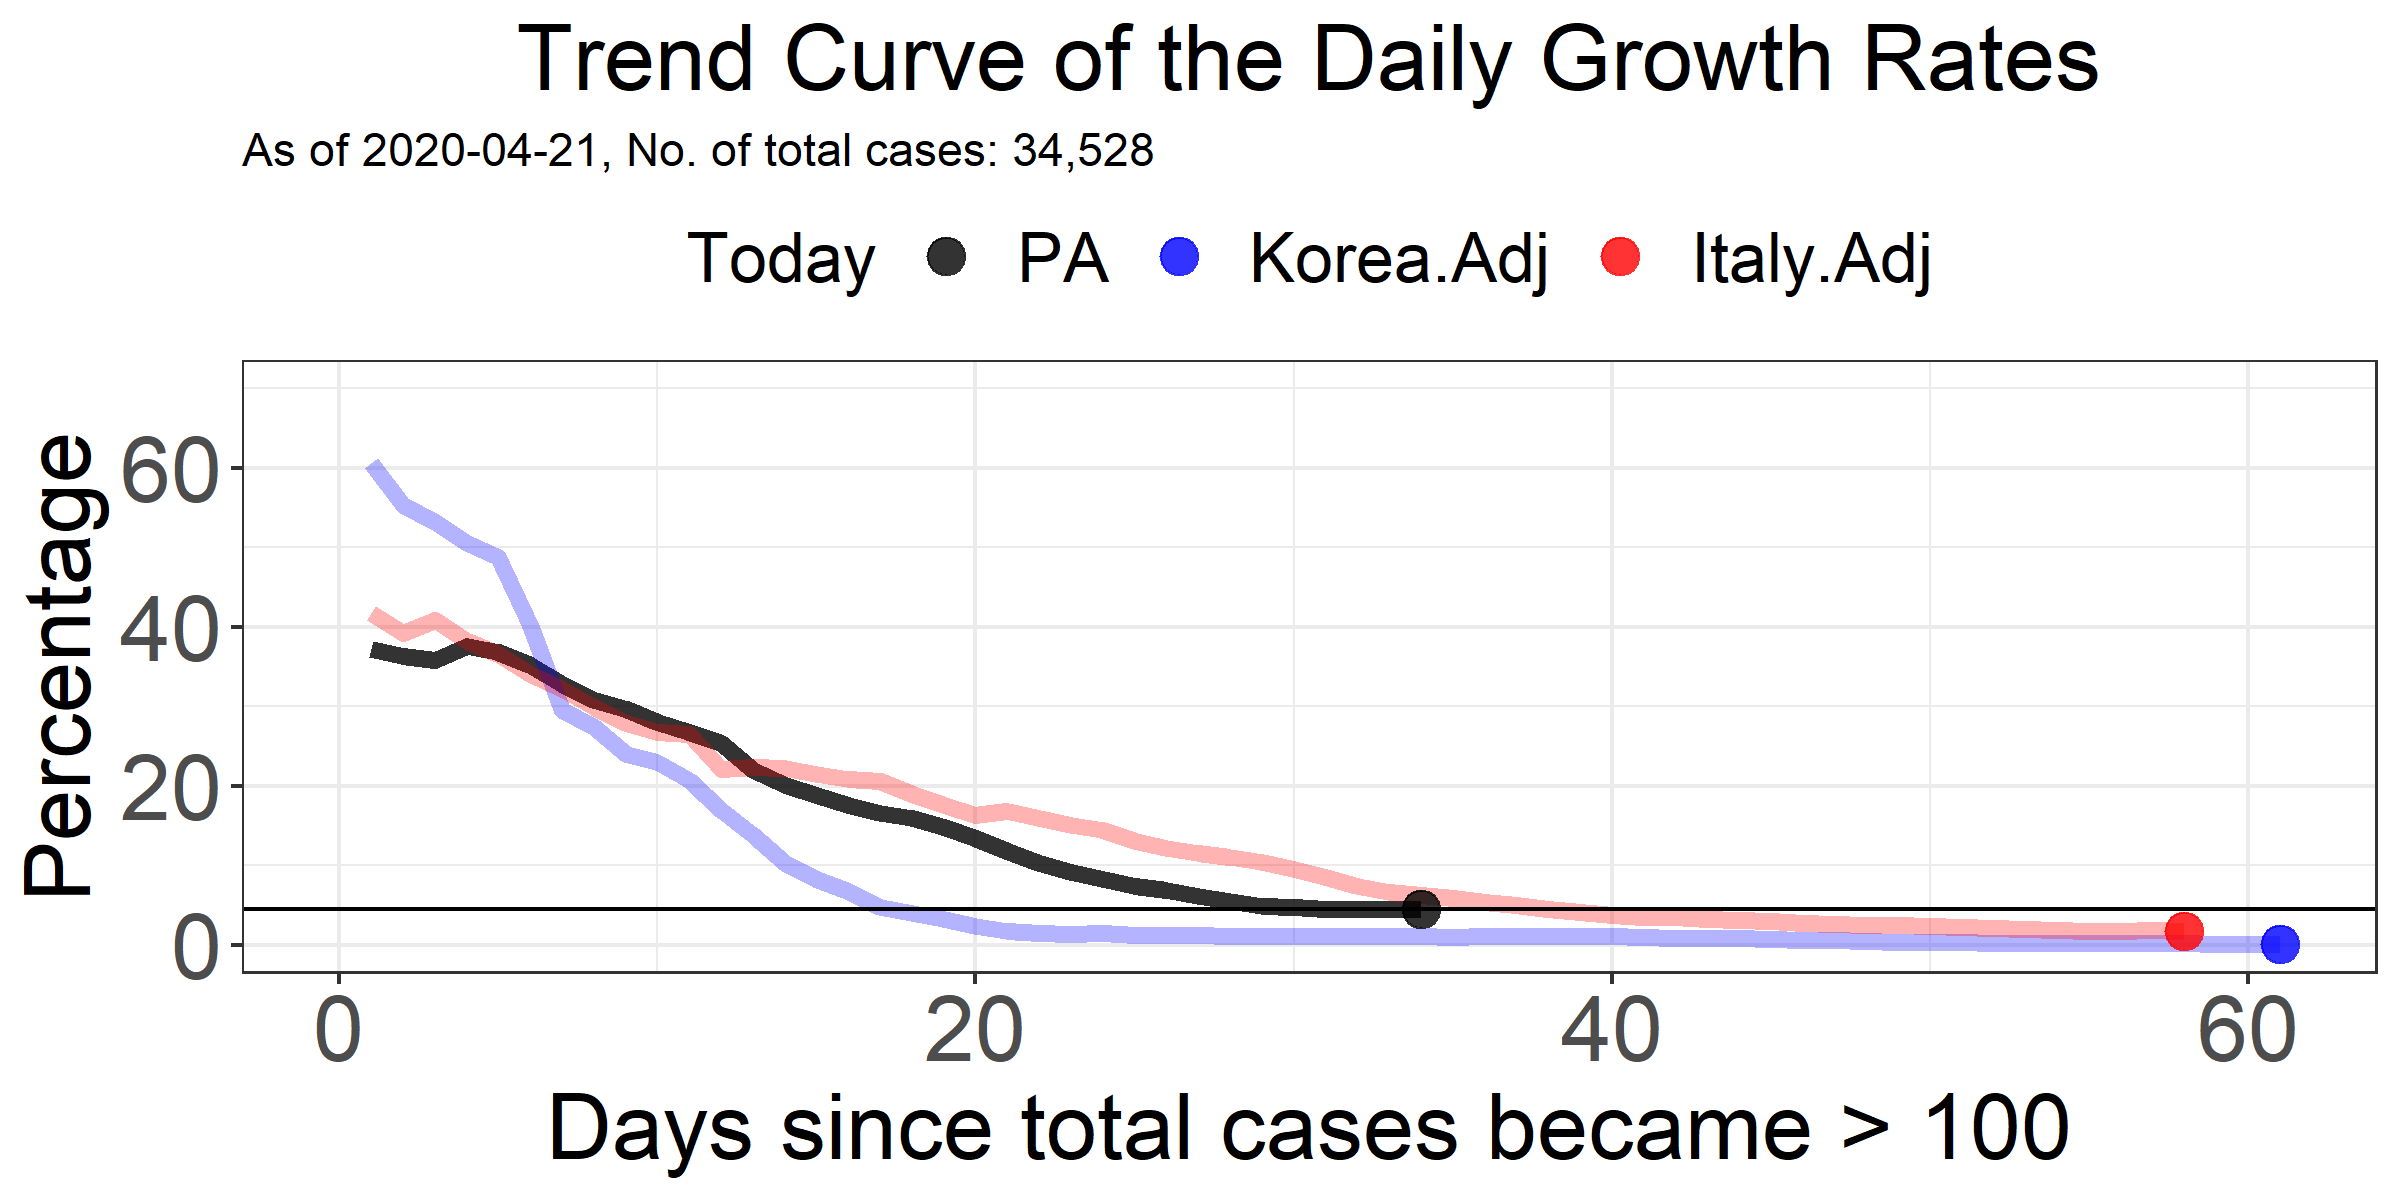 Trend Curve of the Daily Growth Rates
As of 2020-04-21, No. of total cases: 34,528
Today PA Korea.Adj Italy.Adj
Percentage
60
40
20
0
0 20 40 60
Days since total cases became > 100